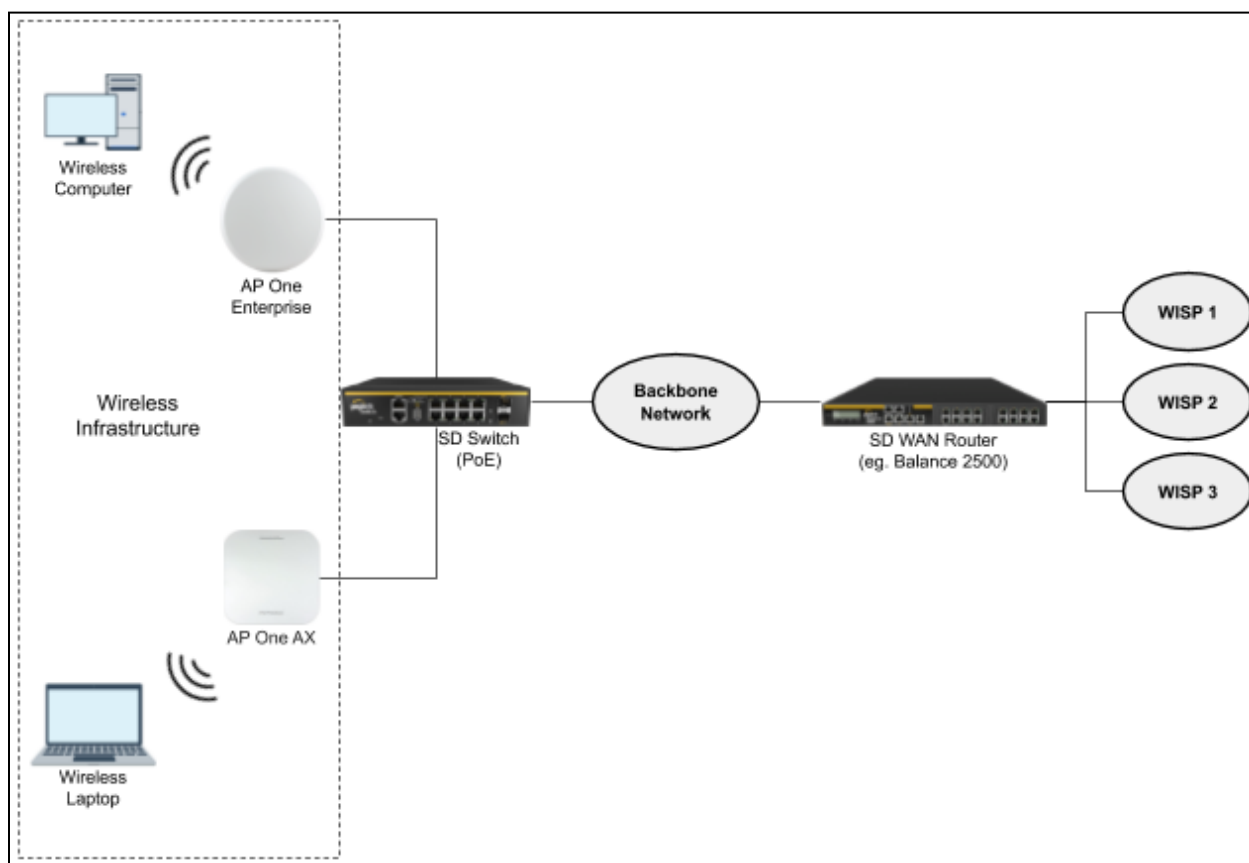 Wireless
Computer
AP One
Enterprise
Wireless
Infrastructure
SD Switch
(PoE)
Backbone
Network
SD WAN Router
(eg. Balance 2500)
WISP 1
WISP 2
WISP 3
AP One AX
Wireless
Laptop